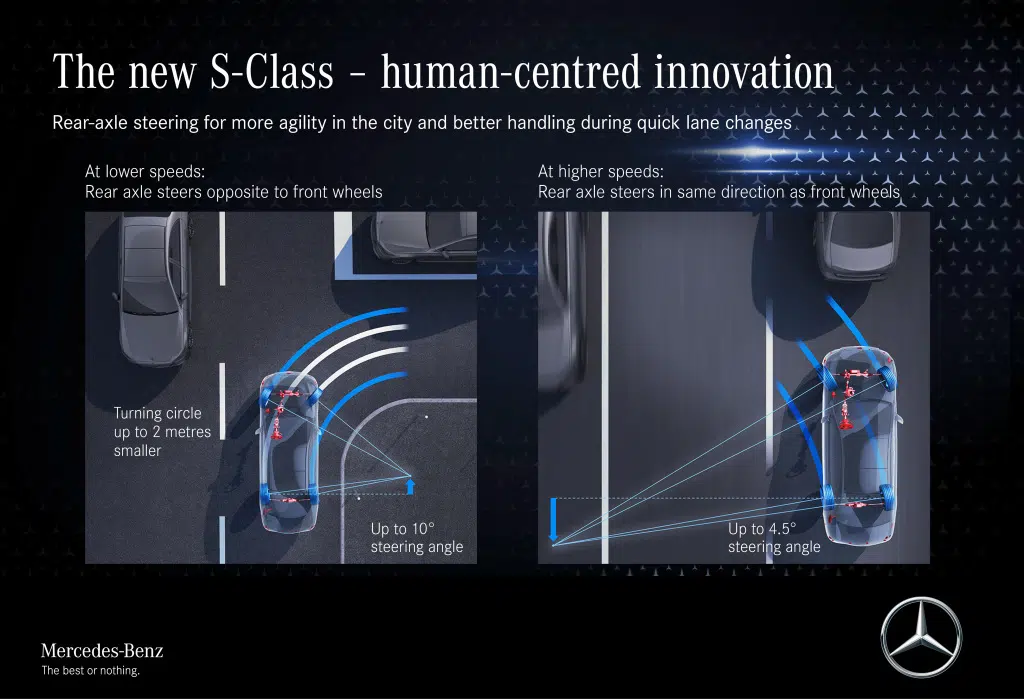 The new S-Class – human-centred innovation
Rear-axle steering for more agility in the city and better handling during quick lane changes
At lower speeds:
Rear axle steers opposite to front wheels
Turning circle
up to 2 metres
smaller
Up to 10°
steering angle
At higher speeds:
Rear axle steers in same direction as front wheels
Up to 4.5°
steering angle
Mercedes-Benz
The best or nothing.